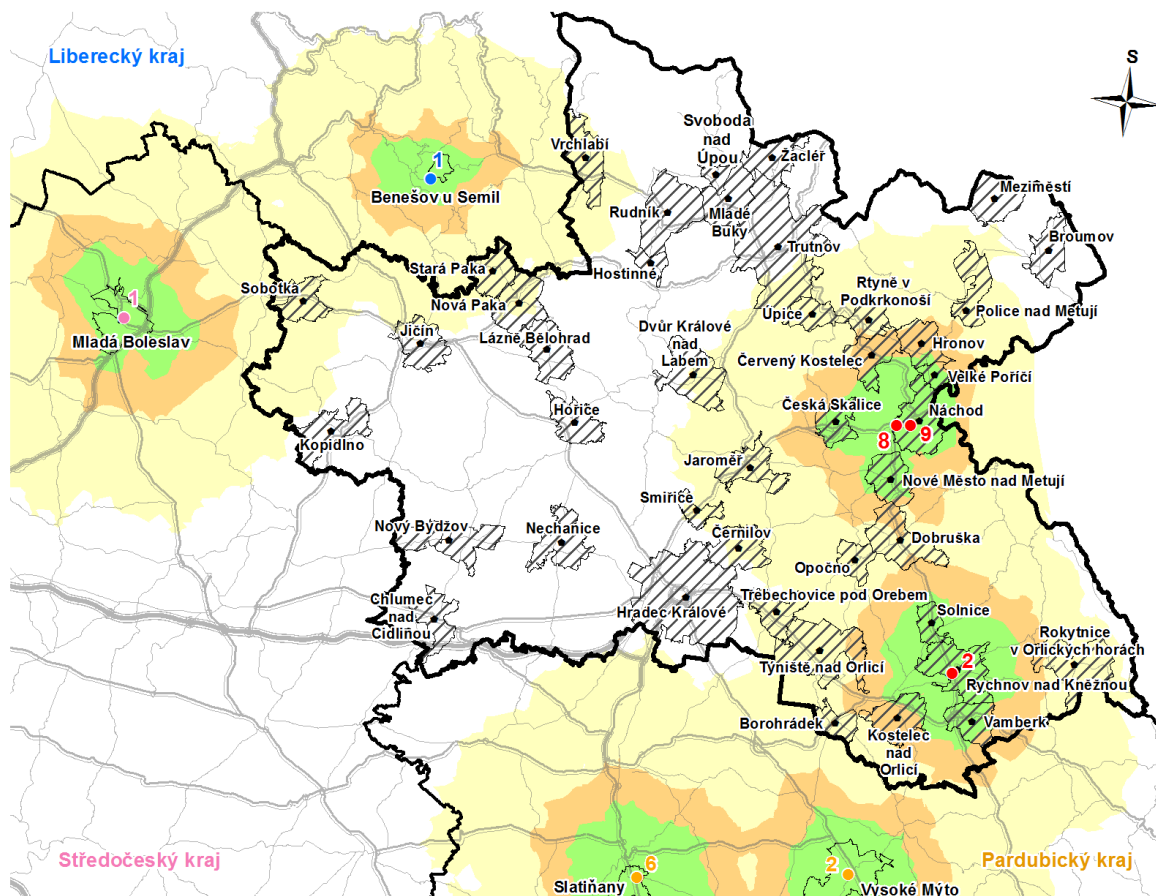 Liberecký kraj
S
Svoboda
nad
Úpou
Žacléř
Vrchlabí
1
Benešov u Semil
Meziměstí
Rudník
Mladé
Buky
Broumov
Trutnov
Hostinné
Stará Paka
Rtyně v
Podkrkonoší
Sobotka
Nová Paka
Úpice
Police nad Metují
1
Mladá Boleslav
Jičín
Lázně Bělohrad
Dvůr Králové
nad
Labem
Hronov
Červený Kostelec
Velké Poříčí
Hořice
Česká Skalice
Náchod
8
9
Kopidlno
Jaroměř
Nové Město nad Metují
Smiřice
Nový Bydžov
Nechanice
Černilov
Dobruška
Opočno
Chlumec
nad
Cidlinou
Hradec Králové
Třebechovice pod Orebem
Solnice
Rokytnice
v Orlických horách
Týniště nad Orlicí
2
Rychnov nad Kněžnou
Borohrádek
Vamberk
Kostelec
nad
Orlicí
Středočeský kraj
6
Slatiňany
2
Vysoké Mýto
Pardubický kraj